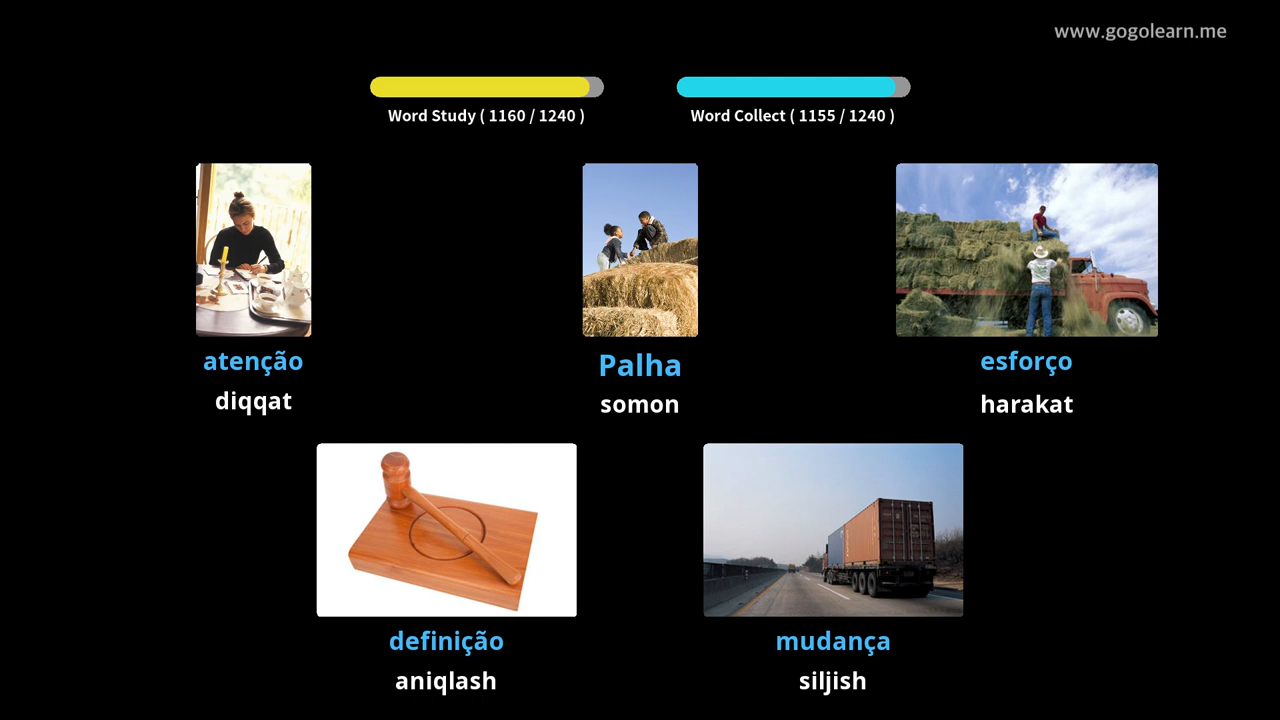 www.gogolearn.me
Word Study ( 1160 / 1240 )
Word Collect ( 1155 / 1240 )
atenção
diqqat
Palha
somon
esforço
harakat
definição
aniqlash
mudança
siljish